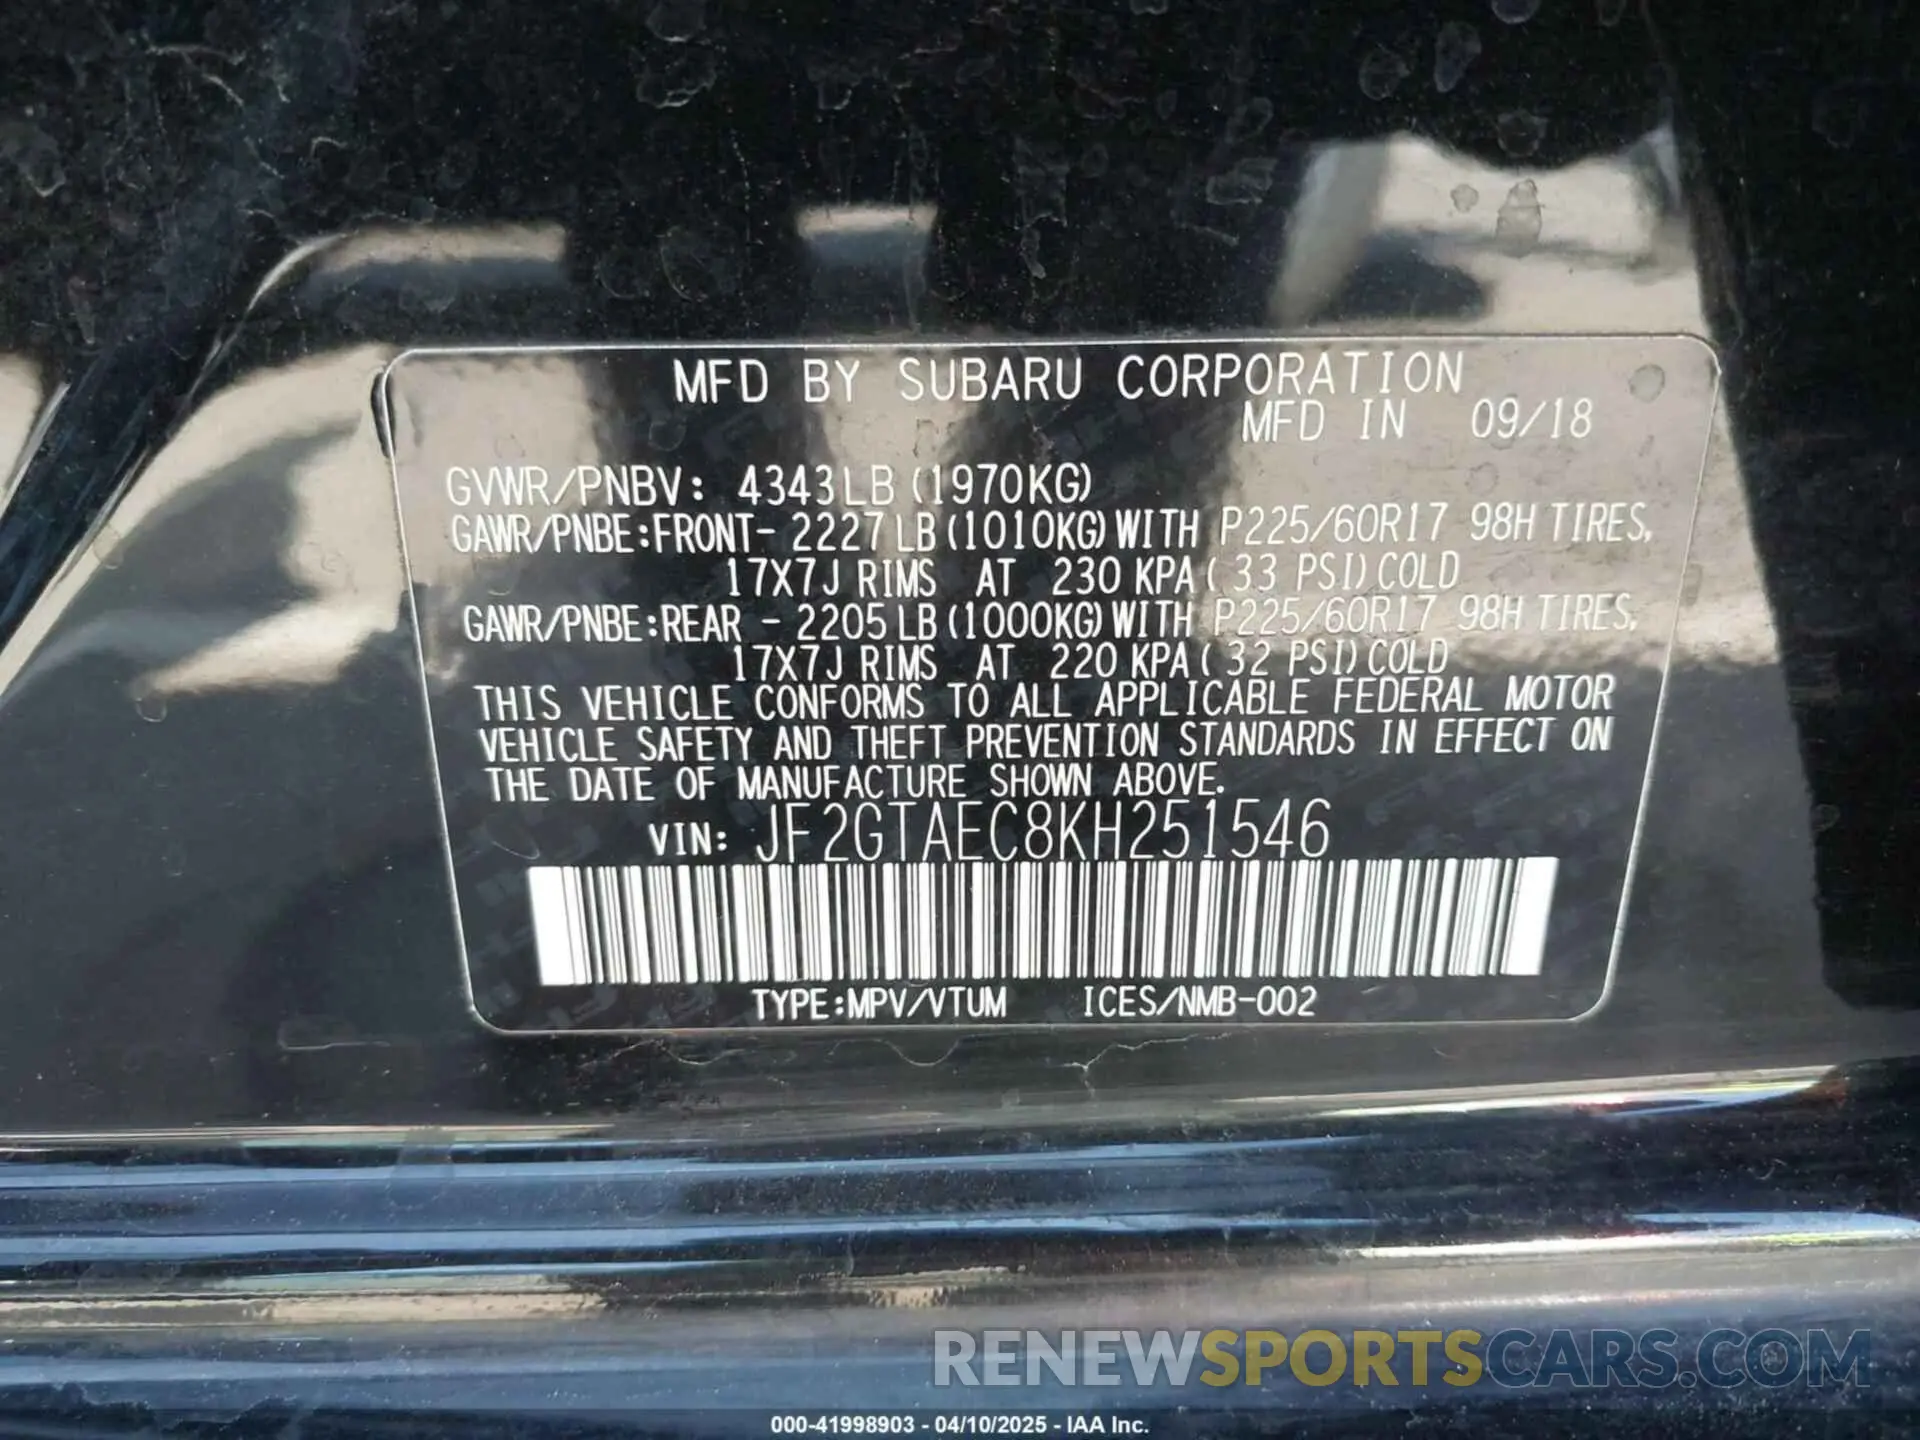 MFD BY SUBARU CORPORATION
MFD IN 09/18
GVWR/PNBV: 4343LB (1970KG)
GAWR/PNBE:FRONT- 2227 LB (1010KG) WITH P225/60R17 98H TIRES,
17X7J RIMS AT 230 KPA ( 33 PSI) COLD
GAWR/PNBE:REAR - 2205 LB (1000KG) WITH P225/60R17 98H TIRES,
17X7J RIMS AT 220 KPA ( 32 PSI) COLD
THIS VEHICLE CONFORMS TO ALL APPLICABLE FEDERAL MOTOR
VEHICLE SAFETY AND THEFT PREVENTION STANDARDS IN EFFECT ON
THE DATE OF MANUFACTURE SHOWN ABOVE.
VIN: JF2GTAEC8KH251546
TYPE:MPV/VTUM ICES/NMB-002
RENEWSPORTSCARS.COM
000-41998903 - 04/10/2025 - IAA Inc.